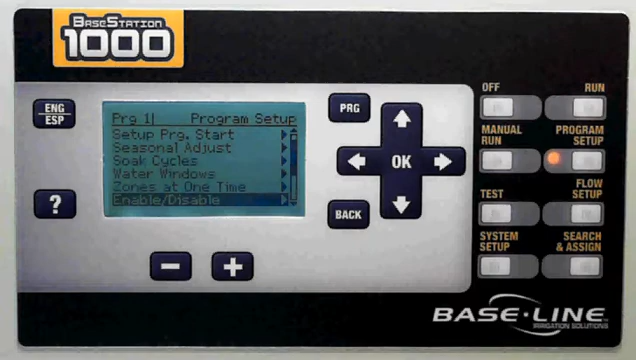 BASESTATION
1000
ENG
ESP
Prg 1| Program Setup
Setup Prg. Start
Seasonal Adjust
Soak Cycles
Water Windows
Zones at One Time
Enable/Disable
?
PRG
OK
BACK
OFF
RUN
MANUAL
RUN
PROGRAM
SETUP
TEST
FLOW
SETUP
SYSTEM
SETUP
SEARCH
& ASSIGN
BASE·LINE
IRRIGATION SOLUTIONS